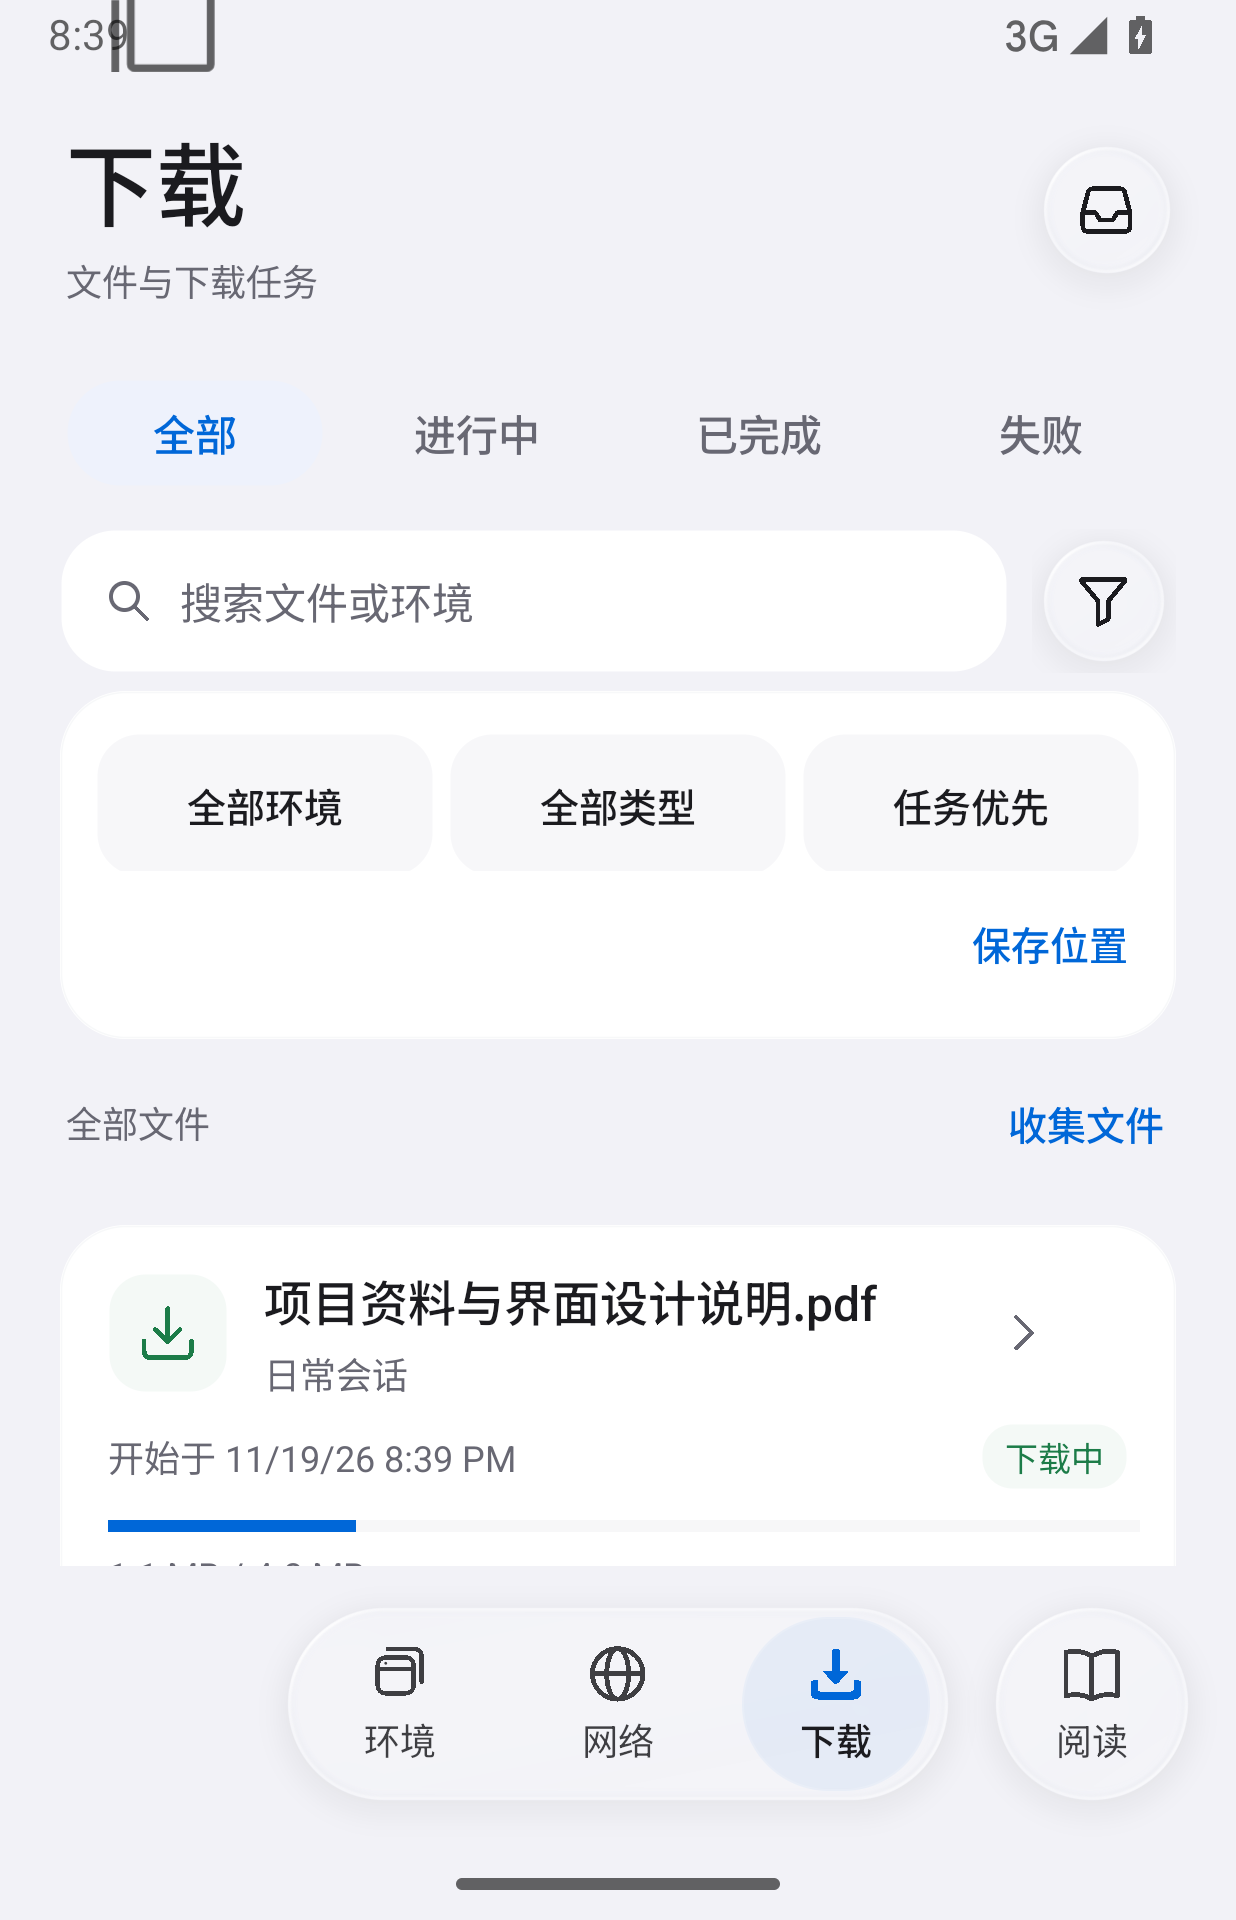 8:39
3G
下载
文件与下载任务
全部
进行中
已完成
失败
搜索文件或环境
全部环境
全部类型
任务优先
保存位置
全部文件
收集文件
项目资料与界面设计说明.pdf
日常会话
开始于 11/19/26 8:39 PM
下载中
环境
网络
下载
阅读